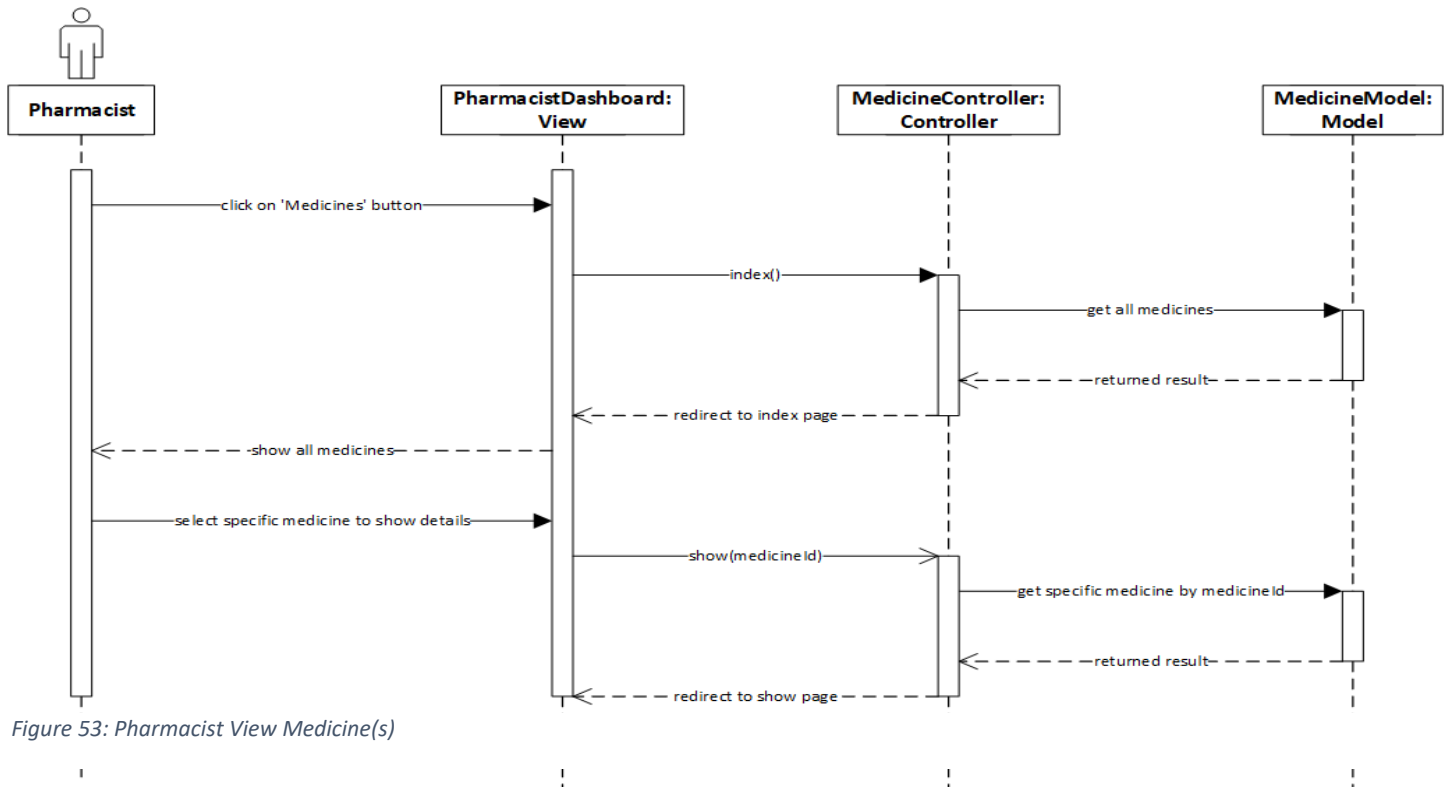 Pharmacist
PharmacistDashboard:
View
MedicineController:
Controller
MedicineModel:
Model
click on 'Medicines' button
index()
get all medicines
returned result
redirect to index page
show all medicines
select specific medicine to show details
show(medicineId)
get specific medicine by medicineId
returned result
redirect to show page
Figure 53: Pharmacist View Medicine(s)